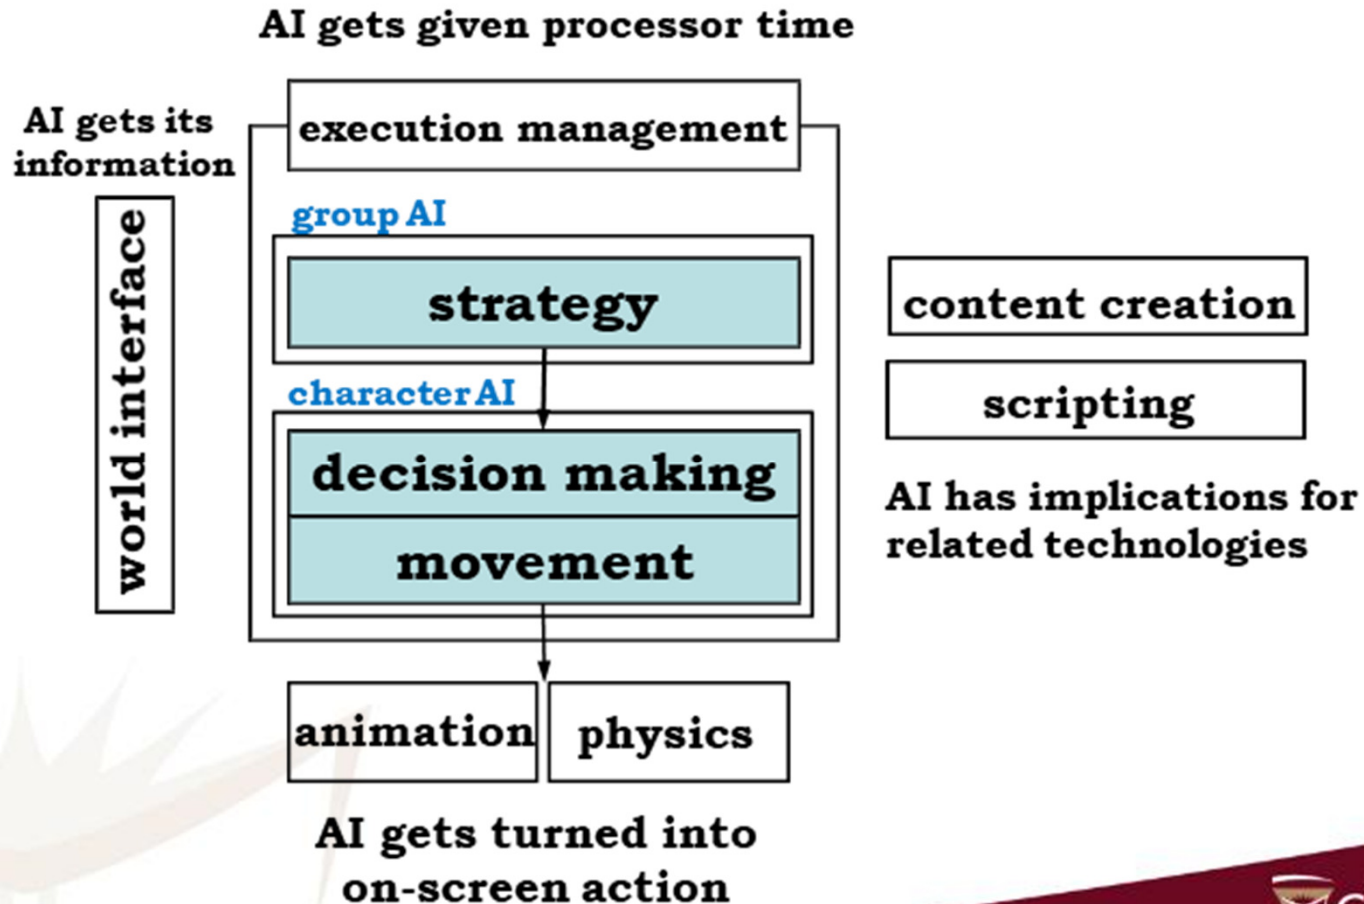 AI gets given processor time
AI gets its
information
execution management
world interface
group AI
strategy
character AI
decision making
movement
content creation
scripting
AI has implications for
related technologies
animation
physics
AI gets turned into
on-screen action